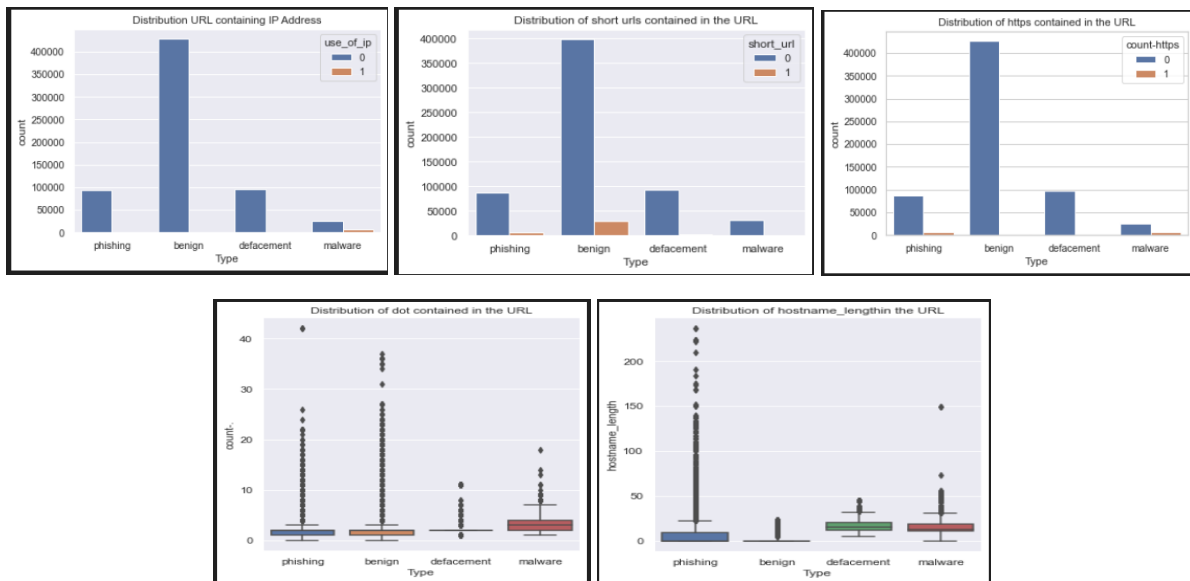 Distribution URL containing IP Address
use_of_ip
0
1
400000
350000
300000
250000
200000
150000
100000
50000
0
count
phishing benign defacement malware
Type
Distribution of short urls contained in the URL
short_url
0
1
400000
350000
300000
250000
200000
150000
100000
50000
0
count
phishing benign defacement malware
Type
Distribution of https contained in the URL
count-https
0
1
400000
350000
300000
250000
200000
150000
100000
50000
0
count
phishing benign defacement malware
Type
Distribution of dot contained in the URL
40
30
20
10
0
count-.
phishing benign defacement malware
Type
Distribution of hostname_lengthin the URL
200
150
100
50
0
hostname_length
phishing benign defacement malware
Type